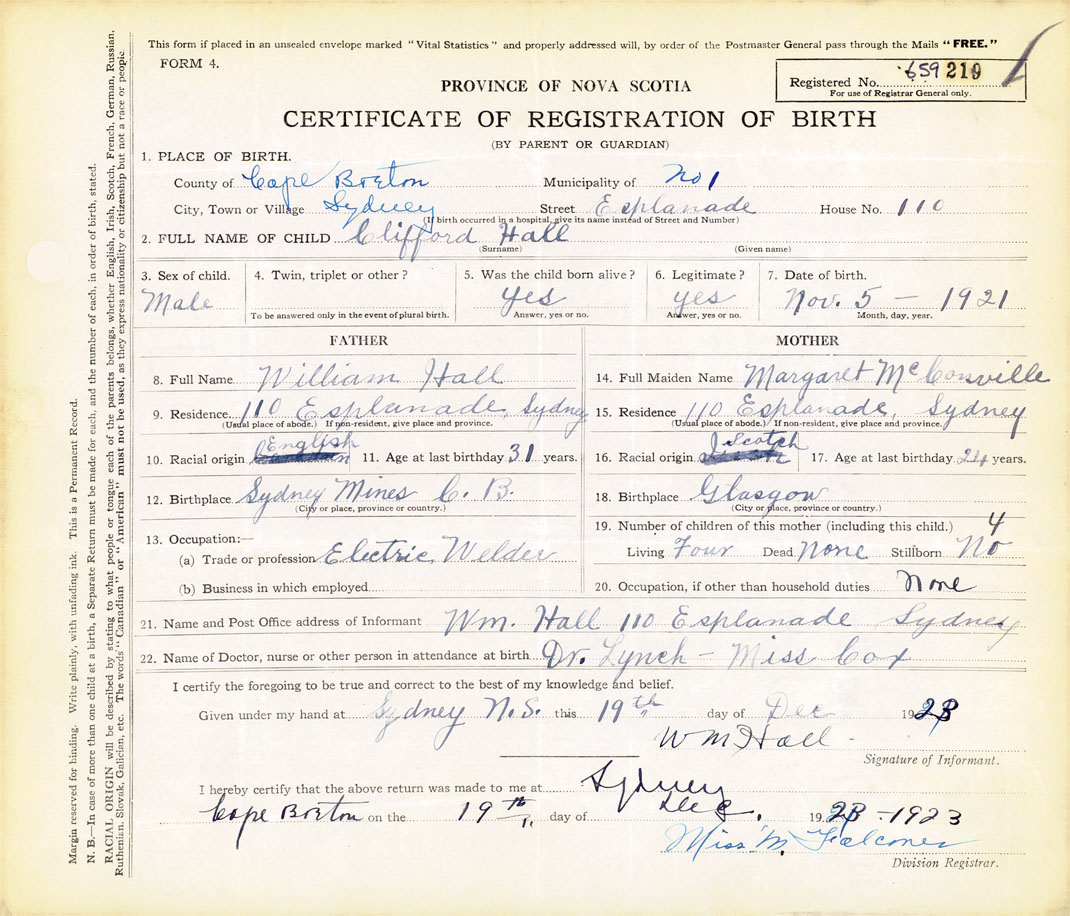 This form if placed in an unsealed envelope marked "Vital Statistics" and properly addressed will, by order of the Postmaster General pass through the Mails "FREE."
FORM 4.
Registered No. 659 219
For use of Registrar General only.
PROVINCE OF NOVA SCOTIA
CERTIFICATE OF REGISTRATION OF BIRTH
(BY PARENT OR GUARDIAN)
1. PLACE OF BIRTH.
County of Cape Breton Municipality of No 1
City, Town or Village Sydney Street Esplanade House No. 110
(If birth occurred in a hospital, give its name instead of Street and Number)
2. FULL NAME OF CHILD Clifford Hall
(Surname) (Given name)
3. Sex of child. 4. Twin, triplet or other? 5. Was the child born alive? 6. Legitimate? 7. Date of birth.
Male yes yes Nov. 5 - 1921
To be answered only in the event of plural birth. Answer, yes or no. Answer, yes or no. Month, day, year.
FATHER
8. Full Name William Hall
9. Residence 110 Esplanade, Sydney
(Usual place of abode.) If non-resident, give place and province.
10. Racial origin English 11. Age at last birthday 31 years.
12. Birthplace Sydney Mines C. B.
(City or place, province or country.)
13. Occupation:—
(a) Trade or profession Electric Welder
(b) Business in which employed
MOTHER
14. Full Maiden Name Margaret McConville
15. Residence 110 Esplanade, Sydney
(Usual place of abode.) If non-resident, give place and province.
16. Racial origin Scotch 17. Age at last birthday 24 years.
18. Birthplace Glasgow
(City or place, province or country.)
19. Number of children of this mother (including this child.) 4
Living Four Dead None Stillborn No
20. Occupation, if other than household duties None
21. Name and Post Office address of Informant Wm. Hall 110 Esplanade Sydney
22. Name of Doctor, nurse or other person in attendance at birth Dr. Lynch - Miss Cox
I certify the foregoing to be true and correct to the best of my knowledge and belief.
Given under my hand at Sydney N.S. this 19th day of Dec 1923
Wm Hall
Signature of Informant.
I hereby certify that the above return was made to me at Sydney
Cape Breton on the 19th day of Dec. 1923 - 1923
Miss M. Falconer
Division Registrar.
Margin reserved for binding. Write plainly, with unfading ink. This is a Permanent Record.
N. B.—In case of more than one child at a birth, a Separate Return must be made for each, and the number of each, in order of birth, stated.
RACIAL ORIGIN will be described by stating to what people or tongue each of the parents belongs, whether English, Irish, Scotch, French, German, Russian,
Ruthenian, Slovak, Galician, etc. The words "Canadian" or "American" must not be used, as they express nationality or citizenship but not a race or people.